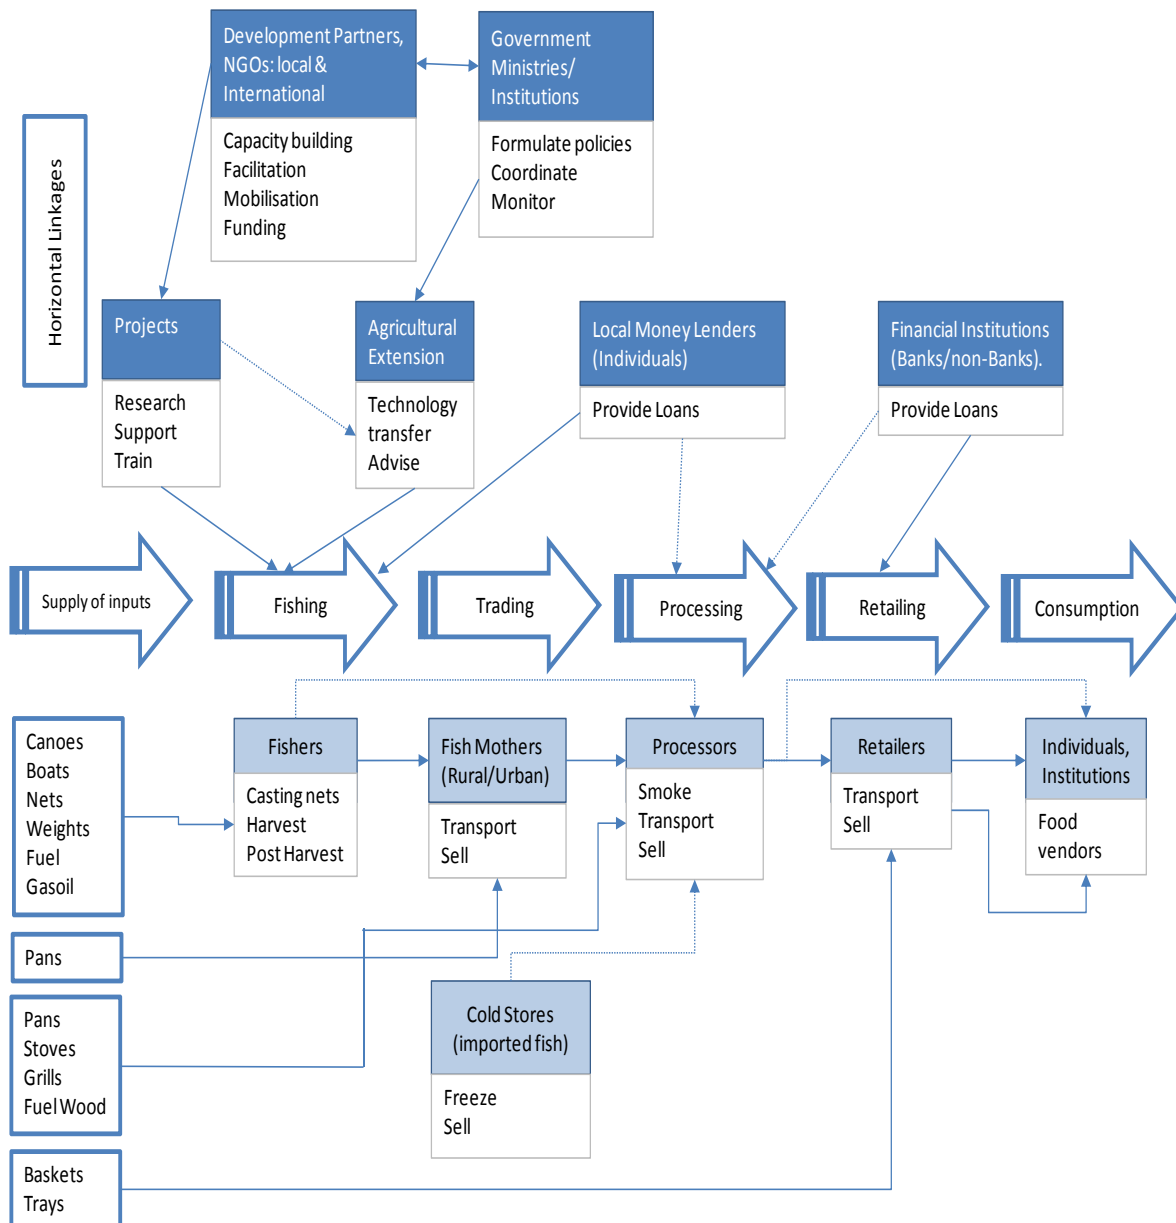 Development Partners,
NGOs: local &
International
Capacity building
Facilitation
Mobilisation
Funding
Government
Ministries/
Institutions
Formulate policies
Coordinate
Monitor
Horizontal Linkages
Projects
Research
Support
Train
Agricultural
Extension
Technology
transfer
Advise
Local Money Lenders
(Individuals)
Provide Loans
Financial Institutions
(Banks/non-Banks).
Provide Loans
Supply of inputs
Fishing
Trading
Processing
Retailing
Consumption
Canoes
Boats
Nets
Weights
Fuel
Gasoil
Fishers
Casting nets
Harvest
Post Harvest
Fish Mothers
(Rural/Urban)
Transport
Sell
Processors
Smoke
Transport
Sell
Retailers
Transport
Sell
Individuals,
Institutions
Food
vendors
Pans
Pans
Stoves
Grills
Fuel Wood
Cold Stores
(imported fish)
Freeze
Sell
Baskets
Trays